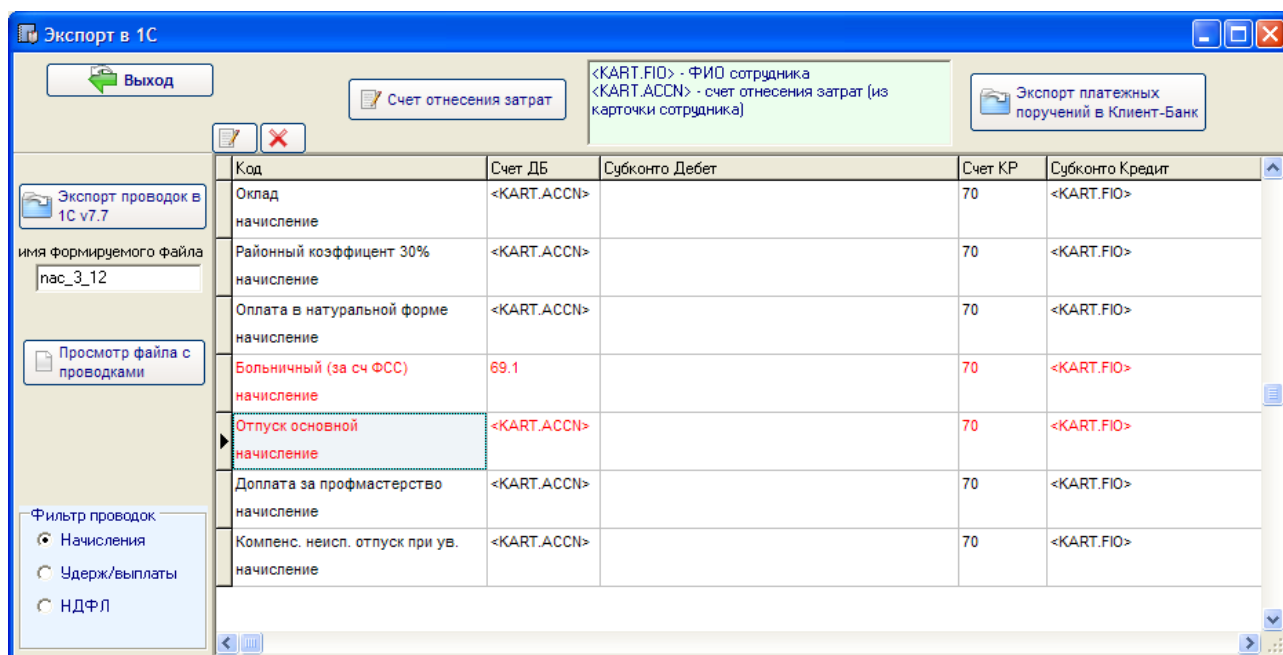 Экспорт в 1С
Выход
Счет отнесения затрат
<KART.FIO> - ФИО сотрудника
<KART.ACCN> - счет отнесения затрат (из
карточки сотрудника)
Экспорт платежных
поручений в Клиент-Банк
Экспорт проводок в
1С v7.7
имя формируемого файла
nac_3_12
Просмотр файла с
проводками
Фильтр проводок
Начисления
Удерж/выплаты
НДФЛ
Код Счет ДБ Субконто Дебет Счет КР Субконто Кредит
Оклад <KART.ACCN> 70 <KART.FIO>
начисление
Районный коэффицент 30% <KART.ACCN> 70 <KART.FIO>
начисление
Оплата в натуральной форме <KART.ACCN> 70 <KART.FIO>
начисление
Больничный (за сч ФСС) 69.1 70 <KART.FIO>
начисление
Отпуск основной <KART.ACCN> 70 <KART.FIO>
начисление
Доплата за профмастерство <KART.ACCN> 70 <KART.FIO>
начисление
Компенс. неисп. отпуск при ув. <KART.ACCN> 70 <KART.FIO>
начисление